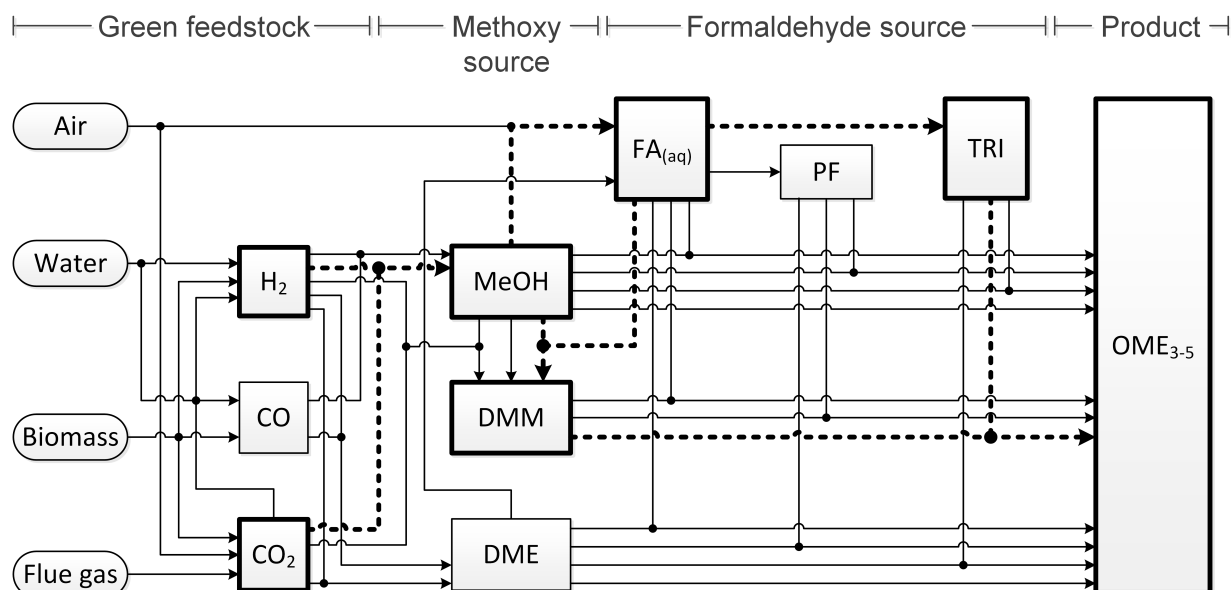 Green feedstock
Methoxy source
Formaldehyde source
Product
Air
FA(aq)
TRI
PF
Water
H2
MeOH
OME3-5
CO
DMM
Biomass
CO2
DME
Flue gas